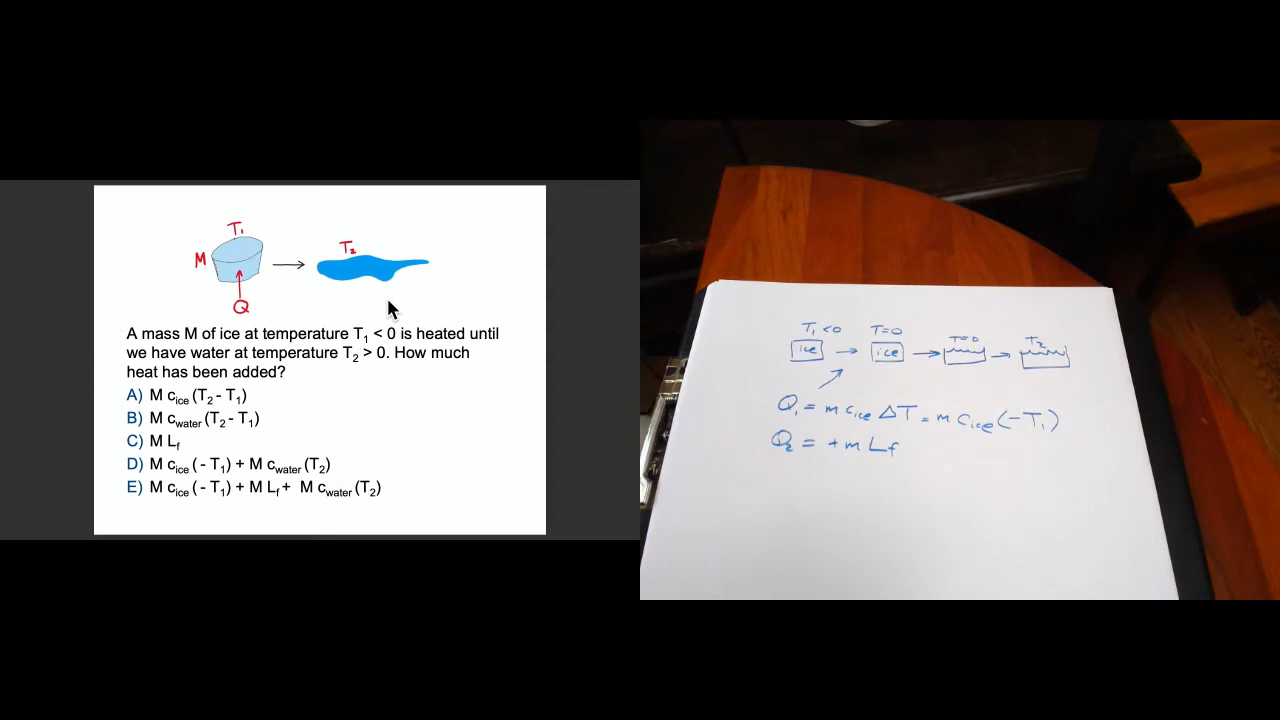 T₁
M
T₂
Q
A mass M of ice at temperature T₁ < 0 is heated until
we have water at temperature T₂ > 0. How much
heat has been added?
A) M c_ice (T₂ - T₁)
B) M c_water (T₂ - T₁)
C) M L_f
D) M c_ice (- T₁) + M c_water (T₂)
E) M c_ice (- T₁) + M L_f + M c_water (T₂)
T₁ <0 T=0 T=0 T₂
ice → ice → →
Q₁ = m c_ice ΔT = m c_ice (-T₁)
Q₂ = + m L_f